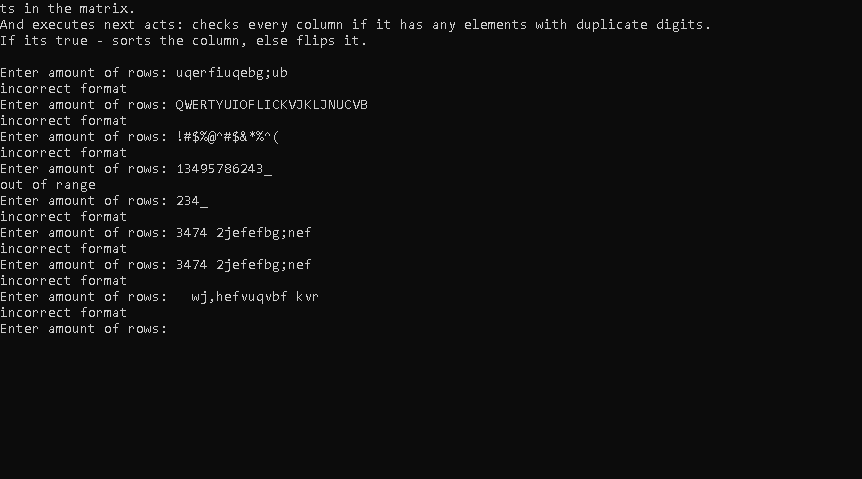 ts in the matrix.
And executes next acts: checks every column if it has any elements with duplicate digits.
If its true - sorts the column, else flips it.
Enter amount of rows: uqerfiuqebg;ub
incorrect format
Enter amount of rows: QWERTYUIOFLICKVJKLJNUCVB
incorrect format
Enter amount of rows: !#$%@^#$&*%^(
incorrect format
Enter amount of rows: 13495786243_
out of range
Enter amount of rows: 234_
incorrect format
Enter amount of rows: 3474 2jefefbg;nef
incorrect format
Enter amount of rows: 3474 2jefefbg;nef
incorrect format
Enter amount of rows:   wj,hefvuqvbf kvr
incorrect format
Enter amount of rows: